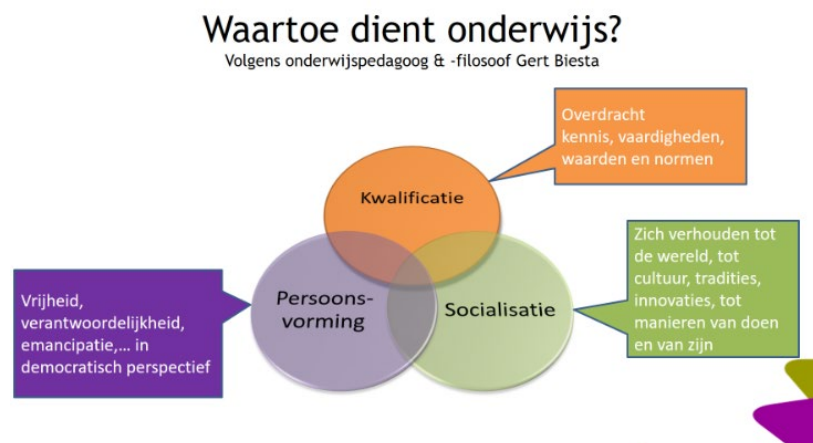 Waartoe dient onderwijs?
Volgens onderwijspedagoog & -filosoof Gert Biesta
Overdracht
kennis, vaardigheden,
waarden en normen
Kwalificatie
Zich verhouden tot
de wereld, tot
cultuur, tradities,
innovaties, tot
manieren van doen
en van zijn
Persoons-
vorming
Socialisatie
Vrijheid,
verantwoordelijkheid,
emancipatie,... in
democratisch perspectief